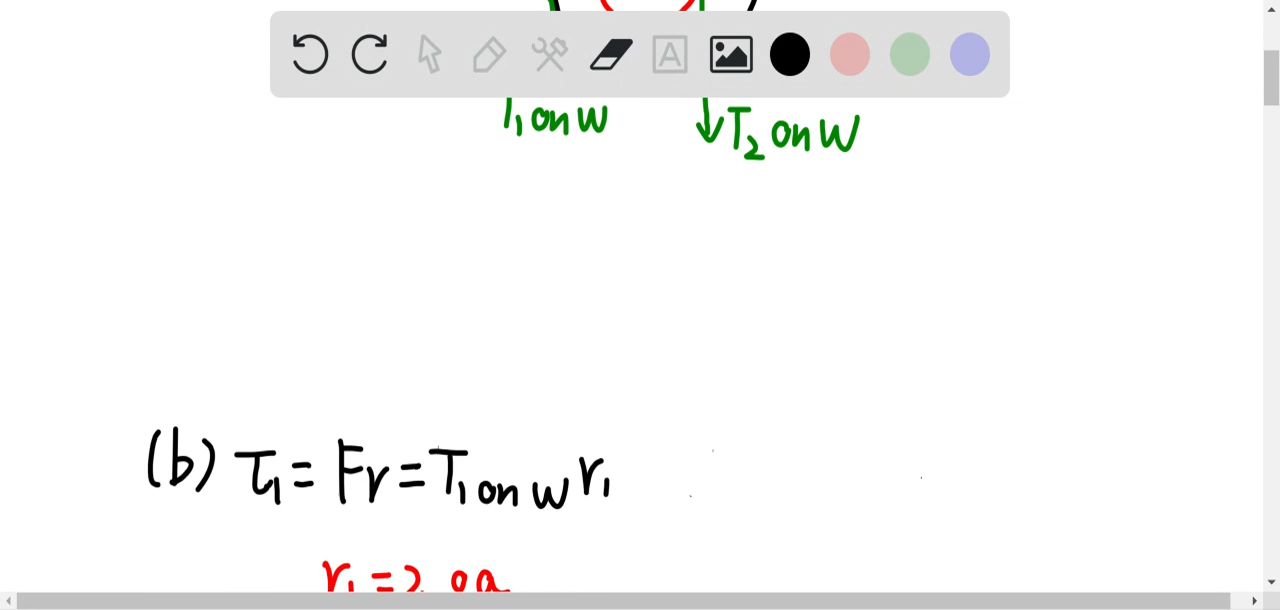 T₁ on W
T₂ on W
(b) τ₁ = Fr = T₁ on W r₁